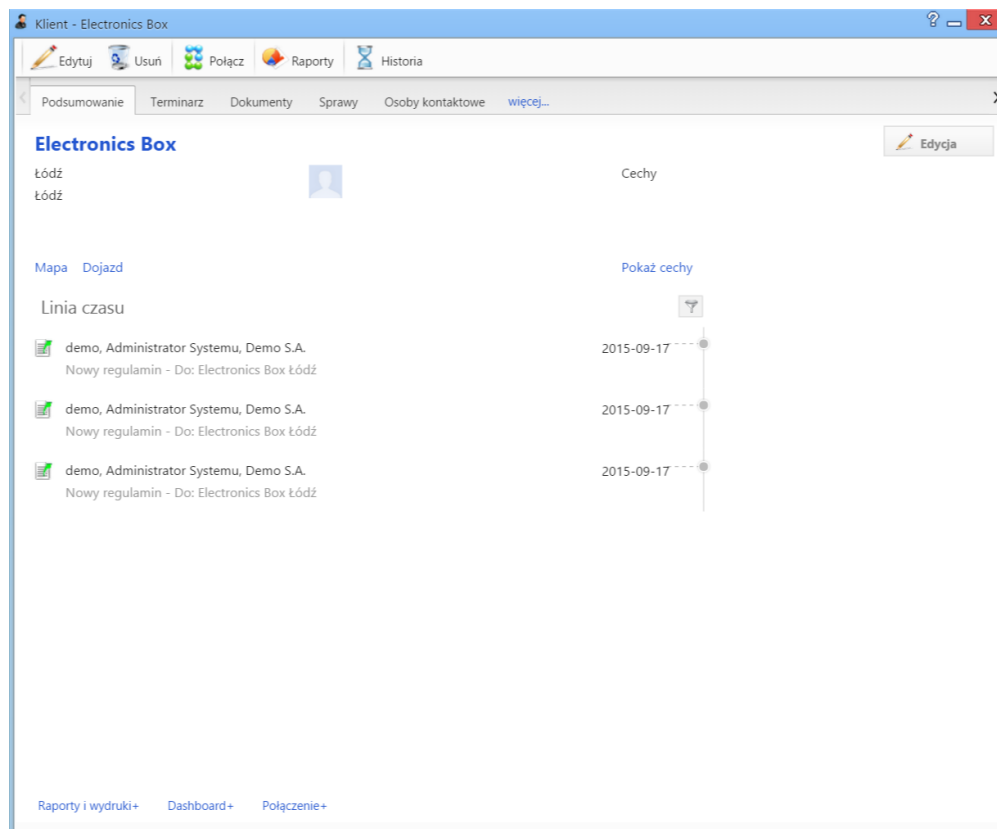 Klient - Electronics Box
Edytuj Usuń Połącz Raporty Historia
Podsumowanie Terminarz Dokumenty Sprawy Osoby kontaktowe więcej...
Electronics Box
Edycja
Łódź
Cechy
Łódź
Mapa Dojazd
Pokaż cechy
Linia czasu
demo, Administrator Systemu, Demo S.A. 2015-09-17
Nowy regulamin - Do: Electronics Box Łódź
demo, Administrator Systemu, Demo S.A. 2015-09-17
Nowy regulamin - Do: Electronics Box Łódź
demo, Administrator Systemu, Demo S.A. 2015-09-17
Nowy regulamin - Do: Electronics Box Łódź
Raporty i wydruki+ Dashboard+ Połączenie+